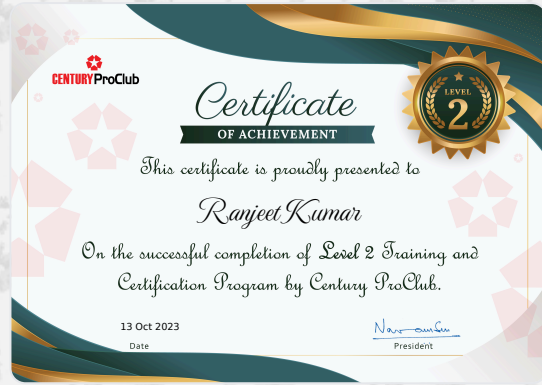 CENTURY ProClub
Certificate
OF ACHIEVEMENT
LEVEL
2
This certificate is proudly presented to
Ranjeet Kumar
On the successful completion of Level 2 Training and
Certification Program by Century ProClub.
13 Oct 2023
Date
President